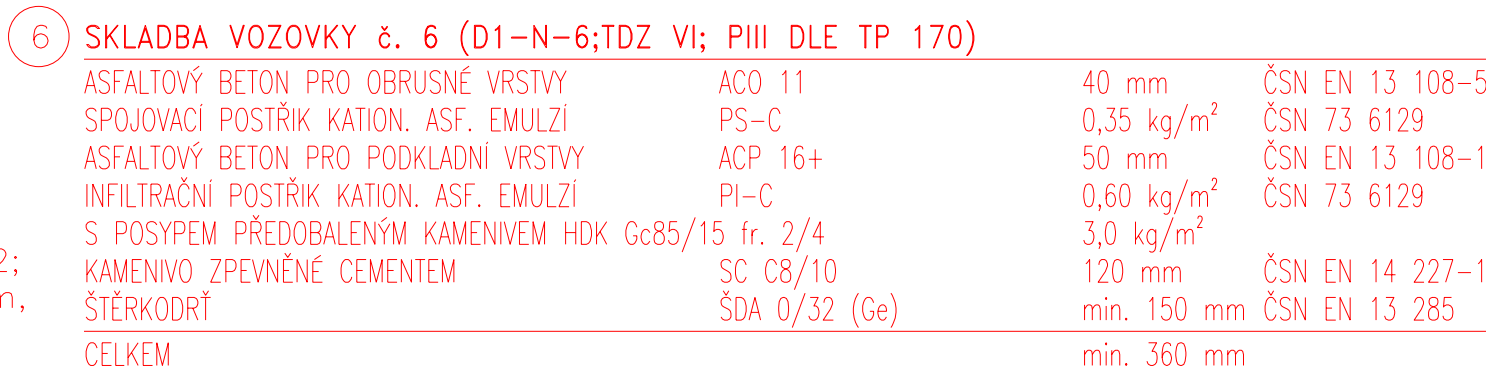 6 SKLADBA VOZOVKY č. 6 (D1-N-6;TDZ VI; PIII DLE TP 170)
ASFALTOVÝ BETON PRO OBRUSNÉ VRSTVY ACO 11 40 mm ČSN EN 13 108-5
SPOJOVACÍ POSTŘIK KATION. ASF. EMULZÍ PS-C 0,35 kg/m² ČSN 73 6129
ASFALTOVÝ BETON PRO PODKLADNÍ VRSTVY ACP 16+ 50 mm ČSN EN 13 108-1
INFILTRAČNÍ POSTŘIK KATION. ASF. EMULZÍ PI-C 0,60 kg/m² ČSN 73 6129
S POSYPEM PŘEDOBALENÝM KAMENIVEM HDK Gc85/15 fr. 2/4 3,0 kg/m²
2; KAMENIVO ZPEVNĚNÉ CEMENTEM SC C8/10 120 mm ČSN EN 14 227-1
ŠTĚRKODRŤ ŠDA 0/32 (Ge) min. 150 mm ČSN EN 13 285
CELKEM min. 360 mm